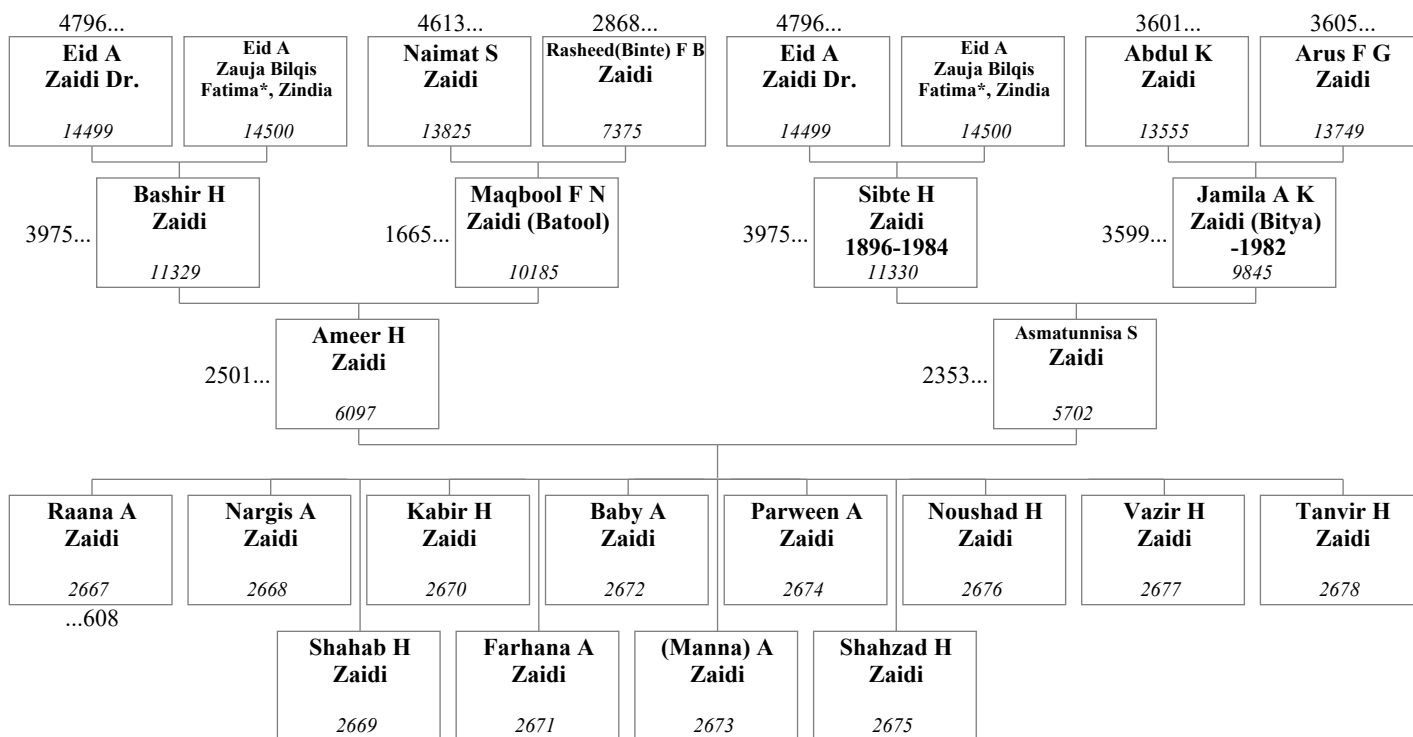 4796...
4613...
2868...
4796...
3601...
3605...
Eid A
Zaidi Dr.
14499
Eid A
Zauja Bilqis
Fatima*, Zindia
14500
Naimat S
Zaidi
13825
Rasheed(Binte) F B
Zaidi
7375
Eid A
Zaidi Dr.
14499
Eid A
Zauja Bilqis
Fatima*, Zindia
14500
Abdul K
Zaidi
13555
Arus F G
Zaidi
13749
3975...
Bashir H
Zaidi
11329
1665...
Maqbool F N
Zaidi (Batool)
10185
3975...
Sibte H
Zaidi
1896-1984
11330
3599...
Jamila A K
Zaidi (Bitya)
-1982
9845
2501...
Ameer H
Zaidi
6097
2353...
Asmatunnisa S
Zaidi
5702
Raana A
Zaidi
2667
...608
Nargis A
Zaidi
2668
Kabir H
Zaidi
2670
Baby A
Zaidi
2672
Parween A
Zaidi
2674
Noushad H
Zaidi
2676
Vazir H
Zaidi
2677
Tanvir H
Zaidi
2678
Shahab H
Zaidi
2669
Farhana A
Zaidi
2671
(Manna) A
Zaidi
2673
Shahzad H
Zaidi
2675